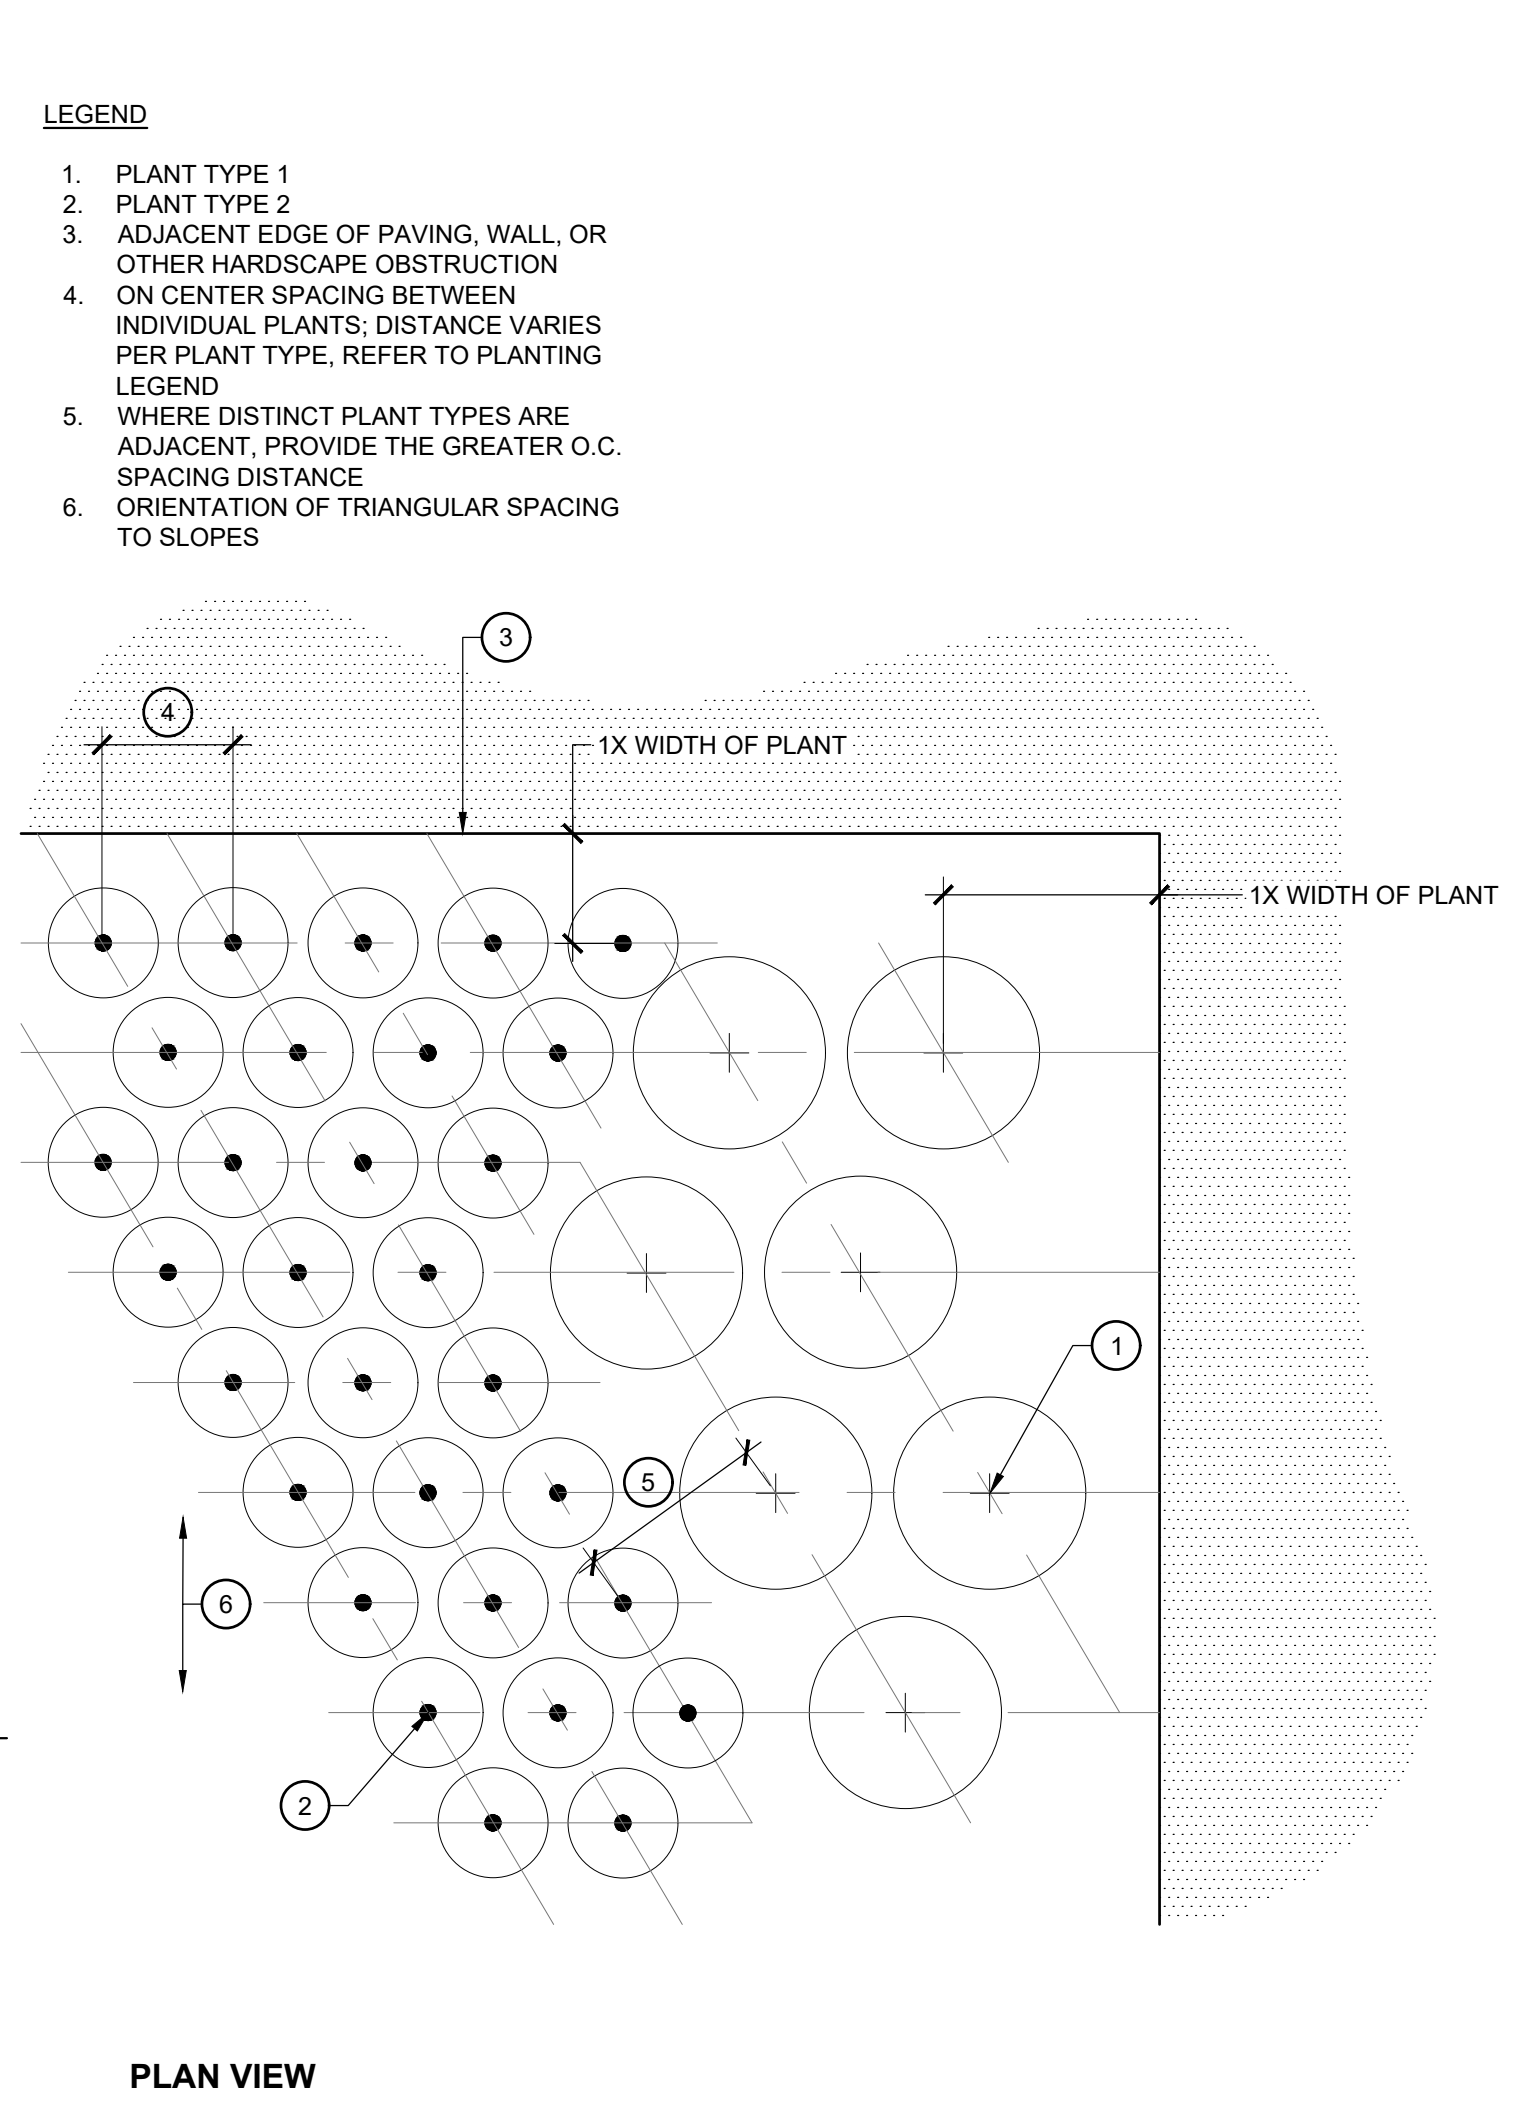 LEGEND
1. PLANT TYPE 1
2. PLANT TYPE 2
3. ADJACENT EDGE OF PAVING, WALL, OR
OTHER HARDSCAPE OBSTRUCTION
4. ON CENTER SPACING BETWEEN
INDIVIDUAL PLANTS; DISTANCE VARIES
PER PLANT TYPE, REFER TO PLANTING
LEGEND
5. WHERE DISTINCT PLANT TYPES ARE
ADJACENT, PROVIDE THE GREATER O.C.
SPACING DISTANCE
6. ORIENTATION OF TRIANGULAR SPACING
TO SLOPES
3
4
1X WIDTH OF PLANT
1X WIDTH OF PLANT
1
5
6
2
PLAN VIEW